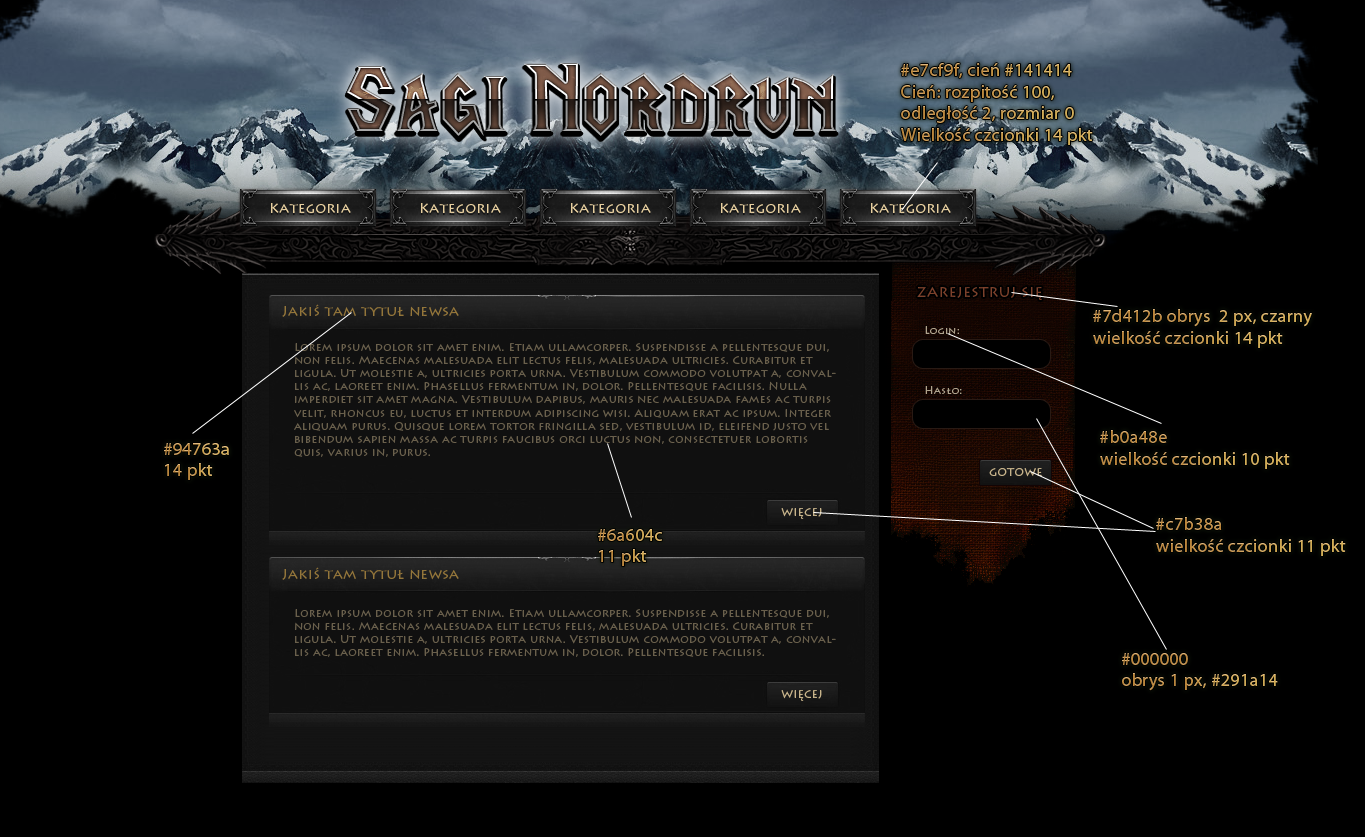 Sagi Nordrun
#e7cf9f, cień #141414
Cień: rozpitość 100,
odległość 2, rozmiar 0
Wielkość czcionki 14 pkt
Kategoria
Kategoria
Kategoria
Kategoria
Kategoria
Jakiś tam tytuł newsa
Lorem ipsum dolor sit amet enim. Etiam ullamcorper. Suspendisse a pellentesque dui,
non felis. Maecenas malesuada elit lectus felis, malesuada ultricies. Curabitur et
ligula. Ut molestie a, ultricies porta urna. Vestibulum commodo volutpat a, conval-
lis ac, laoreet enim. Phasellus fermentum in, dolor. Pellentesque facilisis. Nulla
imperdiet sit amet magna. Vestibulum dapibus, mauris nec malesuada fames ac turpis
velit, rhoncus eu, luctus et interdum adipiscing wisi. Aliquam erat ac ipsum. Integer
aliquam purus. Quisque lorem tortor fringilla sed, vestibulum id, eleifend justo vel
bibendum sapien massa ac turpis faucibus orci luctus non, consectetuer lobortis
quis, varius in, purus.
więcej
#94763a
14 pkt
#6a604c
11 pkt
Jakiś tam tytuł newsa
Lorem ipsum dolor sit amet enim. Etiam ullamcorper. Suspendisse a pellentesque dui,
non felis. Maecenas malesuada elit lectus felis, malesuada ultricies. Curabitur et
ligula. Ut molestie a, ultricies porta urna. Vestibulum commodo volutpat a, conval-
lis ac, laoreet enim. Phasellus fermentum in, dolor. Pellentesque facilisis.
więcej
zarejestruj się
Login:
Hasło:
gotowe
#7d412b obrys 2 px, czarny
wielkość czcionki 14 pkt
#b0a48e
wielkość czcionki 10 pkt
#c7b38a
wielkość czcionki 11 pkt
#000000
obrys 1 px, #291a14